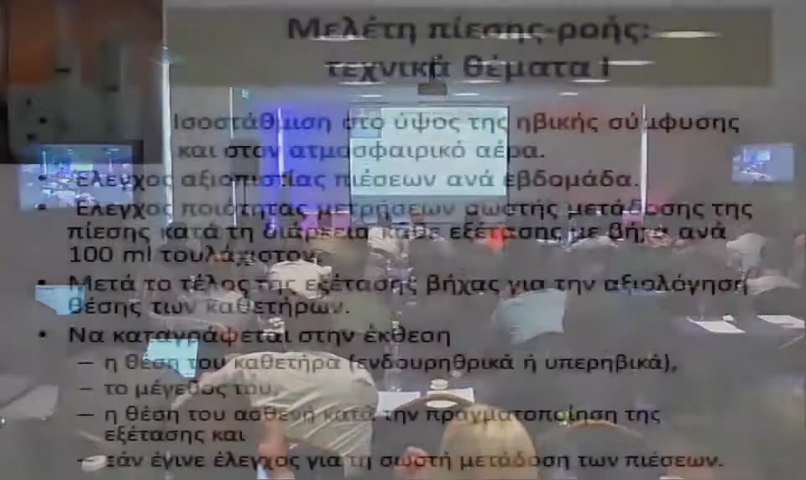 Μελέτη πίεσης-ροής:
τεχνικά θέματα Ι
Ισοστάθμιση στο ύψος της ηβικής σύμφυσης
και στον ατμοσφαιρικό αέρα.
• Έλεγχος αξιοπιστίας πιέσεων ανά εβδομάδα.
• Έλεγχος ποιότητας μετρήσεων σωστής μετάδοσης της
πίεσης κατά τη διάρκεια κάθε εξέτασης με βήχα ανά
100 ml τουλάχιστον.
• Μετά το τέλος της εξέτασης βήχας για την αξιολόγηση
θέσης των καθετήρων.
• Να καταγράφεται στην έκθεση
– η θέση του καθετήρα (ενδουρηθρικά ή υπερηβικά),
– το μέγεθος του,
– η θέση του ασθενή κατά την πραγματοποίηση της
εξέτασης και
– εάν έγινε έλεγχος για τη σωστή μετάδοση των πιέσεων.